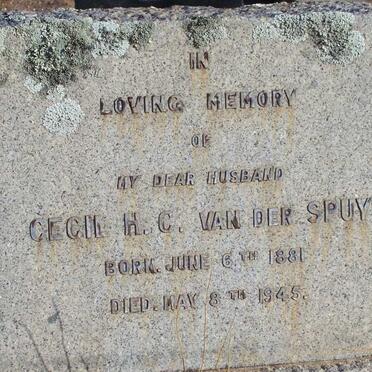 IN
LOVING MEMORY
OF
MY DEAR HUSBAND
CECIL H. C. VAN DER SPUY
BORN. JUNE 6TH 1881
DIED. MAY 8TH 1945.